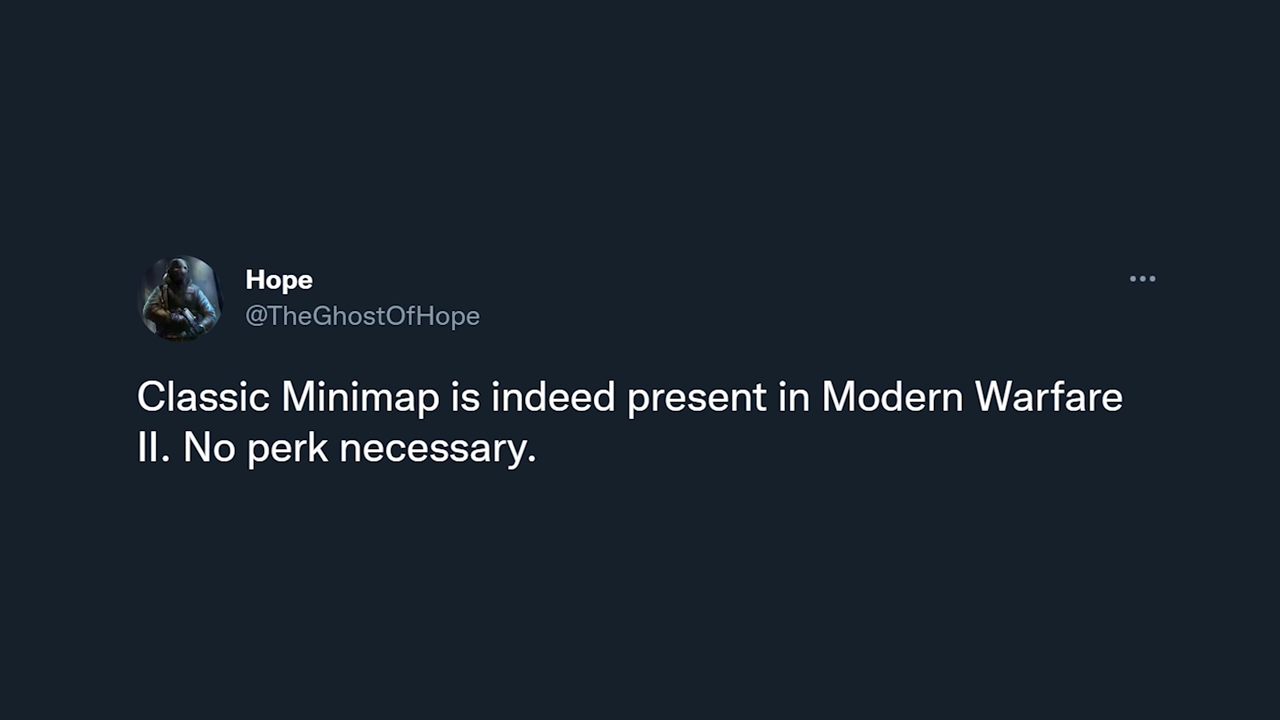 Hope
@TheGhostOfHope
Classic Minimap is indeed present in Modern Warfare
II. No perk necessary.